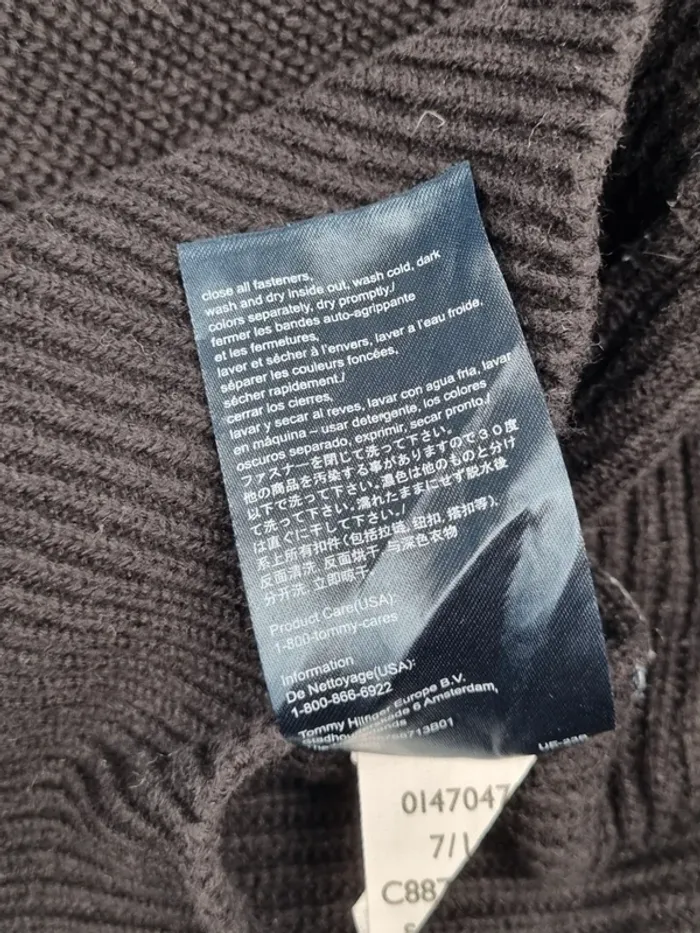 close all fasteners,
wash and dry inside out, wash cold, dark
colors separately, dry promptly./
fermer les bandes auto-agrippante
et les fermetures,
laver et sécher à l'envers, laver a l'eau froide,
séparer les couleurs foncées,
sécher rapidement./
cerrar los cierres,
lavar y secar al reves, lavar con agua fria, lavar
en máquina – usar detergente, los colores
oscuros separado, exprimir, secar pronto./
ファスナーを閉じて洗って下さい。
他の商品を汚染する事がありますので３０度
以下で洗って下さい。濃色は他のものと分け
て洗って下さい。濡れたままにせず脱水後
は直ぐに干して下さい。/
系上所有扣件(包括拉链, 钮扣, 搭扣等),
反面清洗, 反面烘干, 与深色衣物
分开洗, 立即晾干
Product Care(USA):
1-800-tommy-cares
Information
De Nettoyage(USA):
1-800-866-6922
Tommy Hilfiger Europe B.V.
6 Amsterdam,
The
0147047
7/1
C887